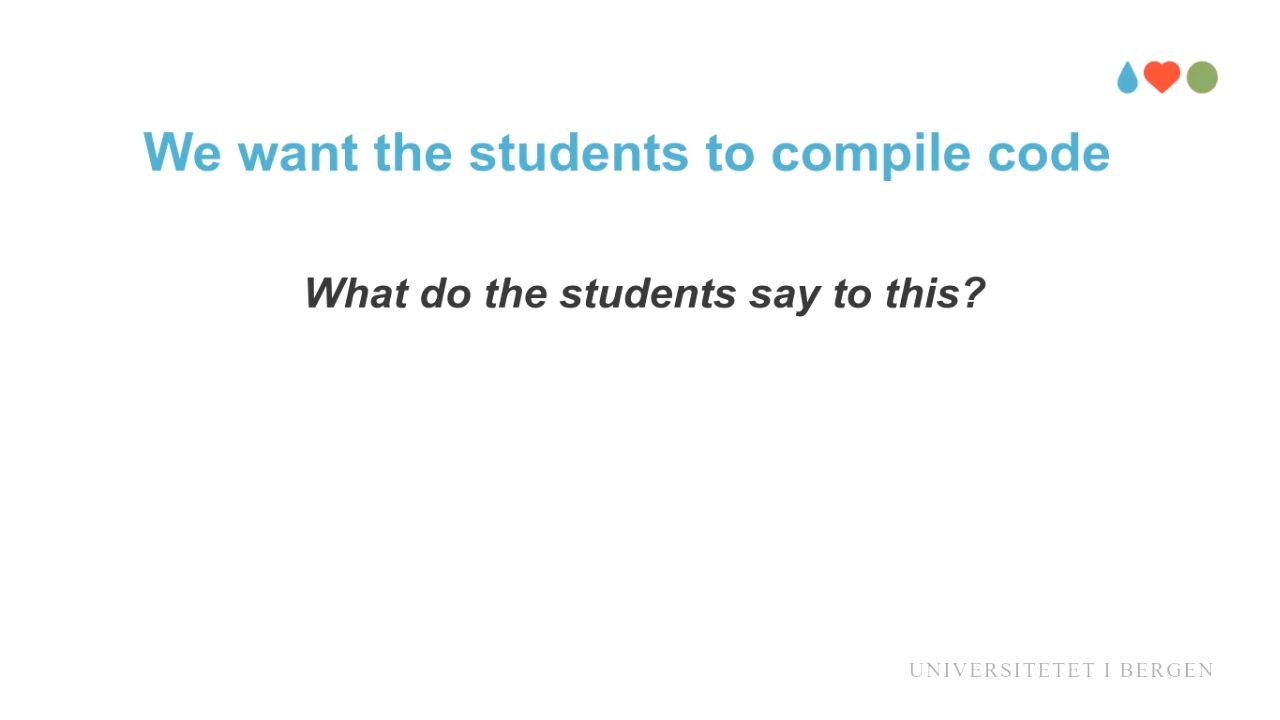 We want the students to compile code
What do the students say to this?
UNIVERSITETET I BERGEN